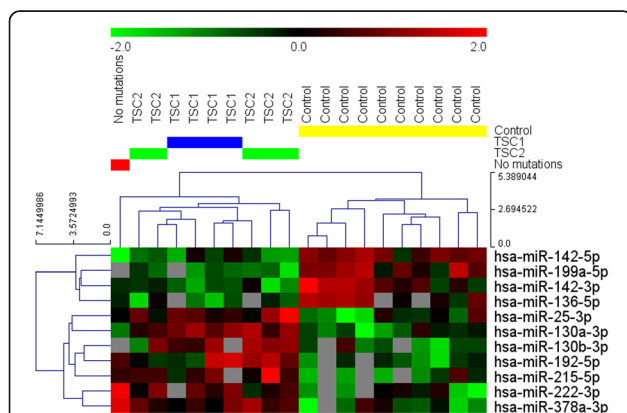 -2.0 0.0 2.0
No mutations TSC2 TSC2 TSC1 TSC1 TSC1 TSC1 TSC2 TSC2 TSC2 Control Control Control Control Control Control Control Control Control Control
Control
TSC1
TSC2
No mutations
7.1449986 3.5724993 0.0
5.389044
2.694522
0.0
hsa-miR-142-5p
hsa-miR-199a-5p
hsa-miR-142-3p
hsa-miR-136-5p
hsa-miR-25-3p
hsa-miR-130a-3p
hsa-miR-130b-3p
hsa-miR-192-5p
hsa-miR-215-5p
hsa-miR-222-3p
hsa-miR-378a-3p